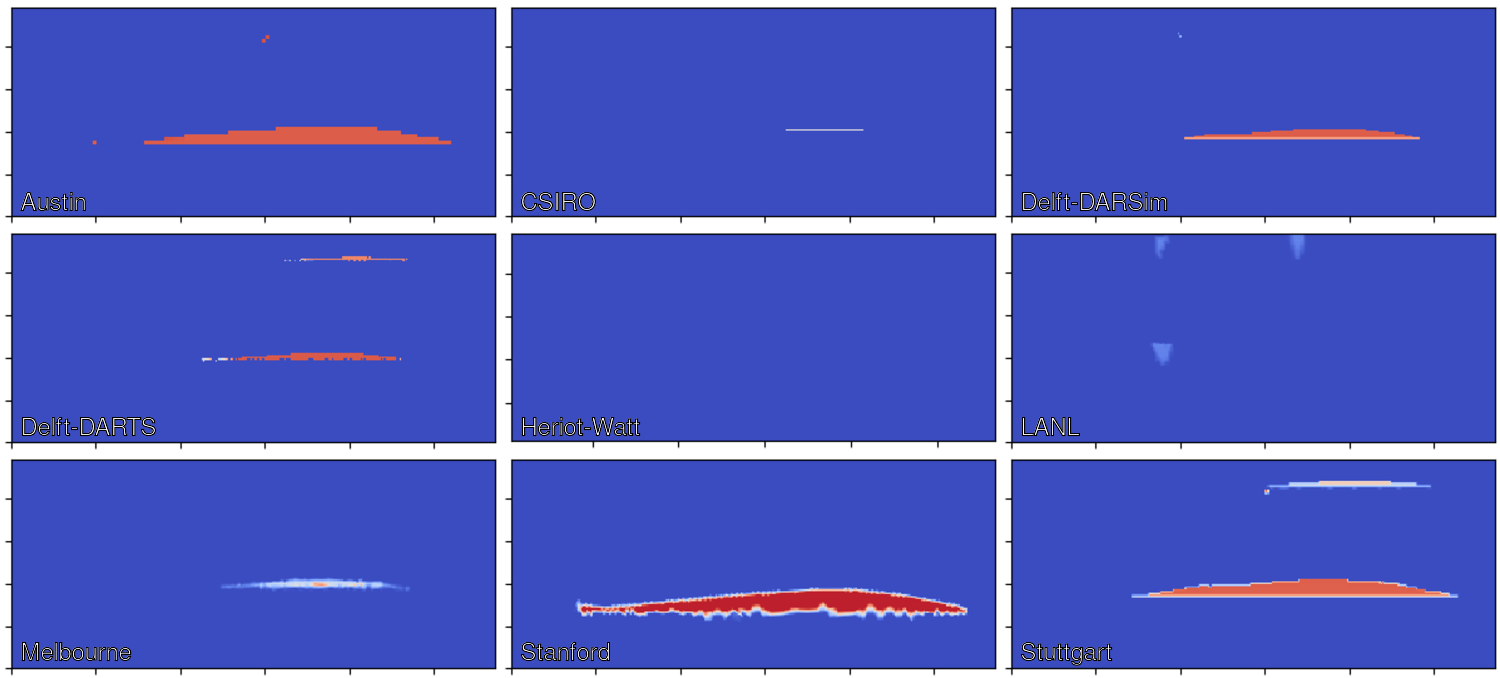 Austin
CSIRO
Delft-DARSim
Delft-DARTS
Heriot-Watt
LANL
Melbourne
Stanford
Stuttgart